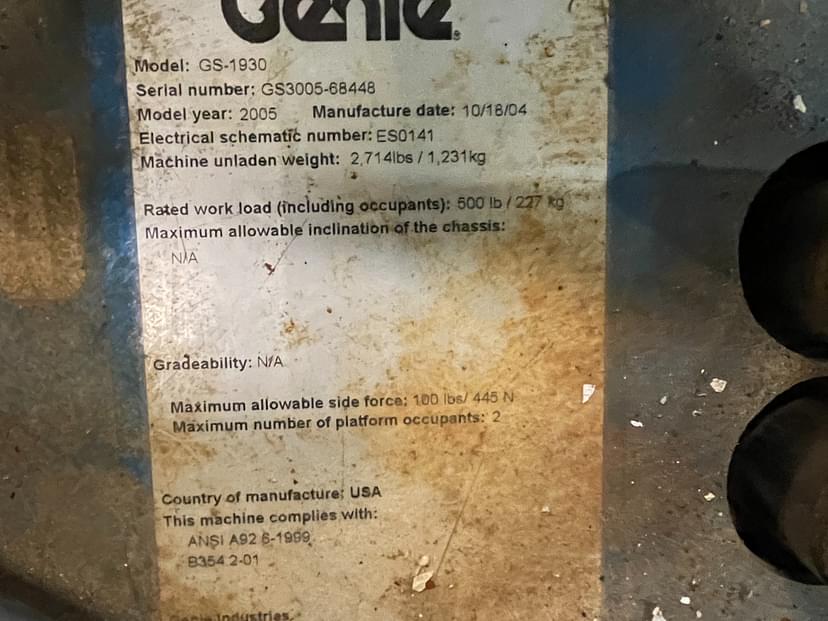 Genie
Model: GS-1930
Serial number: GS3005-68448
Model year: 2005 Manufacture date: 10/18/04
Electrical schematic number: ES0141
Machine unladen weight: 2,714lbs / 1,231kg
Rated work load (including occupants): 500 lb / 227 kg
Maximum allowable inclination of the chassis:
N/A
Gradeability: N/A
Maximum allowable side force: 100 lbs/ 445 N
Maximum number of platform occupants: 2
Country of manufacture: USA
This machine complies with:
ANSI A92.6-1999
B354.2-01
Genie Industries